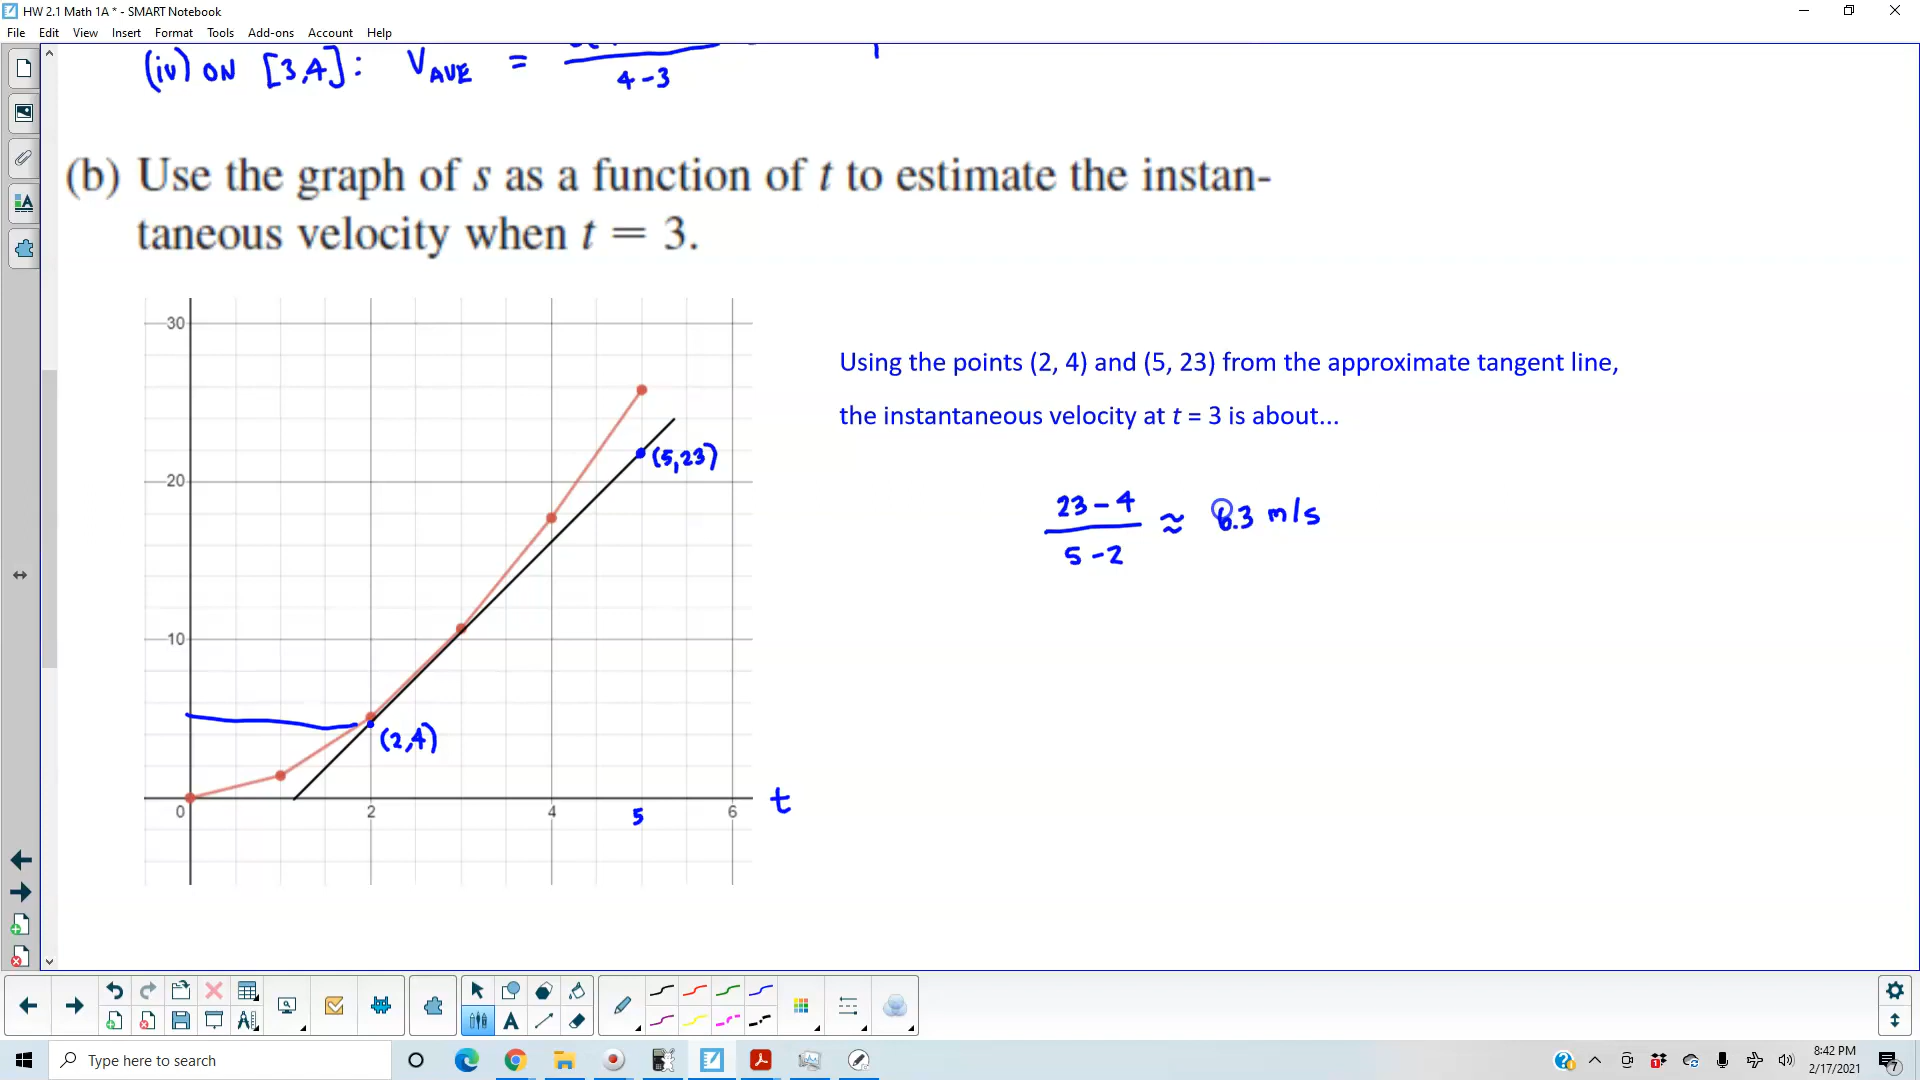 HW 2.1 Math 1A * - SMART Notebook
File Edit View Insert Format Tools Add-ons Account Help
(iv) ON [3,4]: VAVE =
4-3
(b) Use the graph of s as a function of t to estimate the instan-
taneous velocity when t = 3.
30
20
10
0 2 4 5 6 t
(5,23)
(2,4)
Using the points (2, 4) and (5, 23) from the approximate tangent line,
the instantaneous velocity at t = 3 is about...
23-4
5-2
≈ 6.3 m/s
Type here to search
8:42 PM
2/17/2021
7